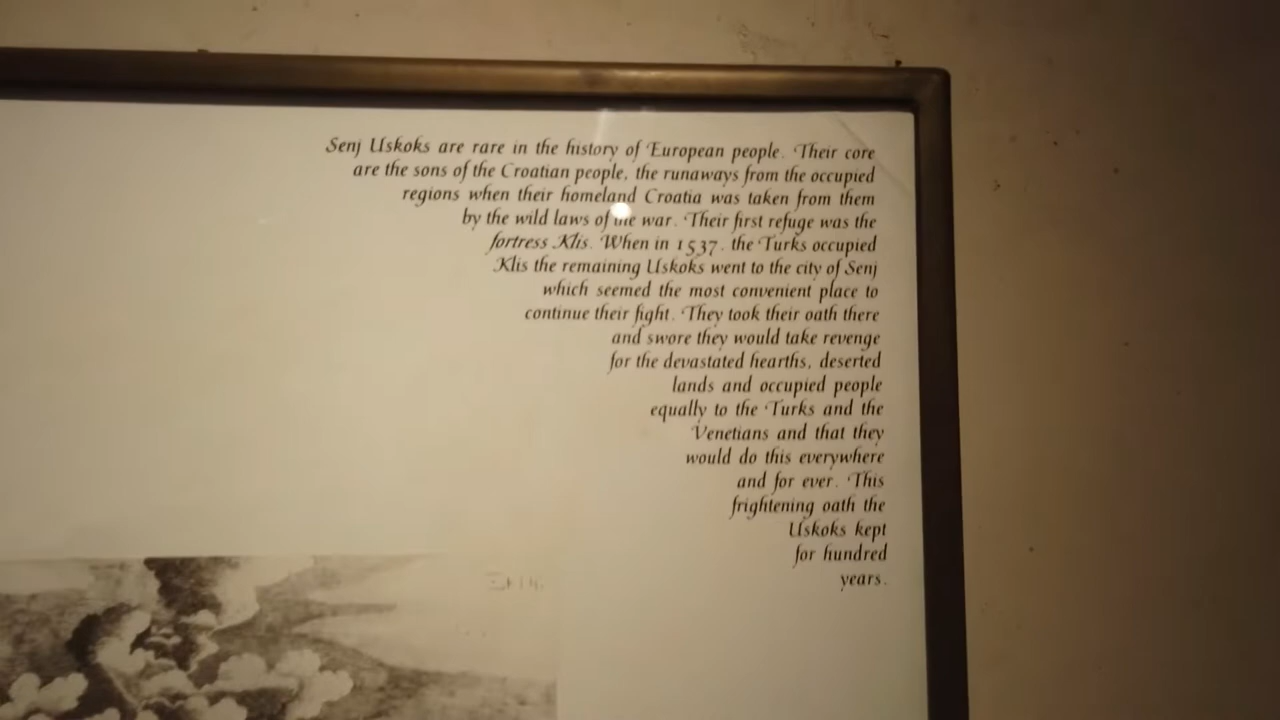 Senj Uskoks are rare in the history of European people. Their core
are the sons of the Croatian people, the runaways from the occupied
regions when their homeland Croatia was taken from them
by the wild laws of the war. Their first refuge was the
fortress Klis. When in 1537. the Turks occupied
Klis the remaining Uskoks went to the city of Senj
which seemed the most convenient place to
continue their fight. They took their oath there
and swore they would take revenge
for the devastated hearths, deserted
lands and occupied people
equally to the Turks and the
Venetians and that they
would do this everywhere
and for ever. This
frightening oath the
Uskoks kept
for hundred
years.